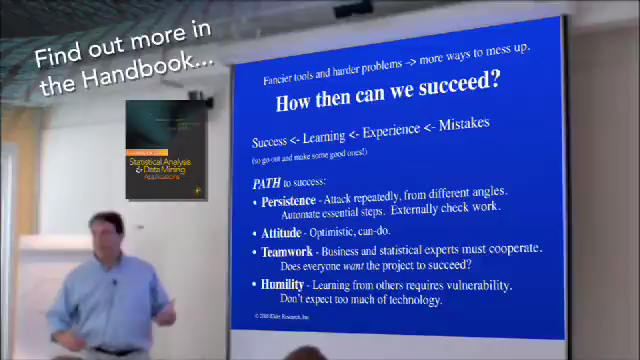 Find out more in
the Handbook...
Statistical Analysis
& Data Mining
Applications
Fancier tools and harder problems –> more ways to mess up.
How then can we succeed?
Success <- Learning <- Experience <- Mistakes
(so go out and make some good ones!)
PATH to success:
• Persistence - Attack repeatedly, from different angles.
Automate essential steps. Externally check work.
• Attitude - Optimistic, can-do.
• Teamwork - Business and statistical experts must cooperate.
Does everyone want the project to succeed?
• Humility - Learning from others requires vulnerability.
Don't expect too much of technology.
© 2008 Elder Research, Inc.